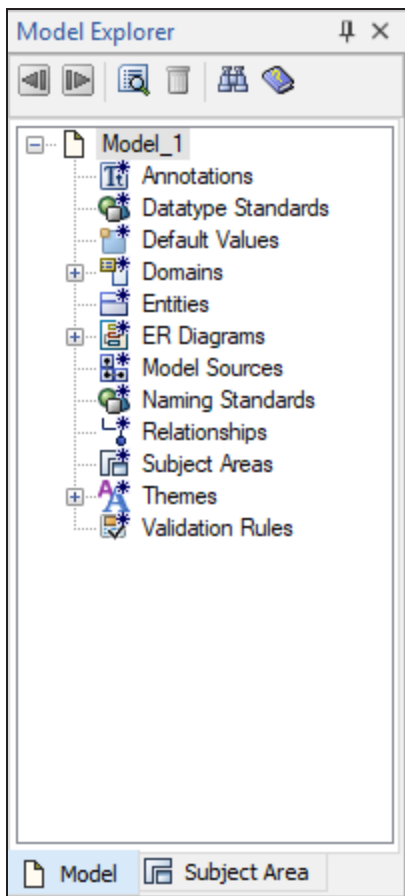 Model Explorer
Model_1
Annotations
Datatype Standards
Default Values
Domains
Entities
ER Diagrams
Model Sources
Naming Standards
Relationships
Subject Areas
Themes
Validation Rules
Model Subject Area